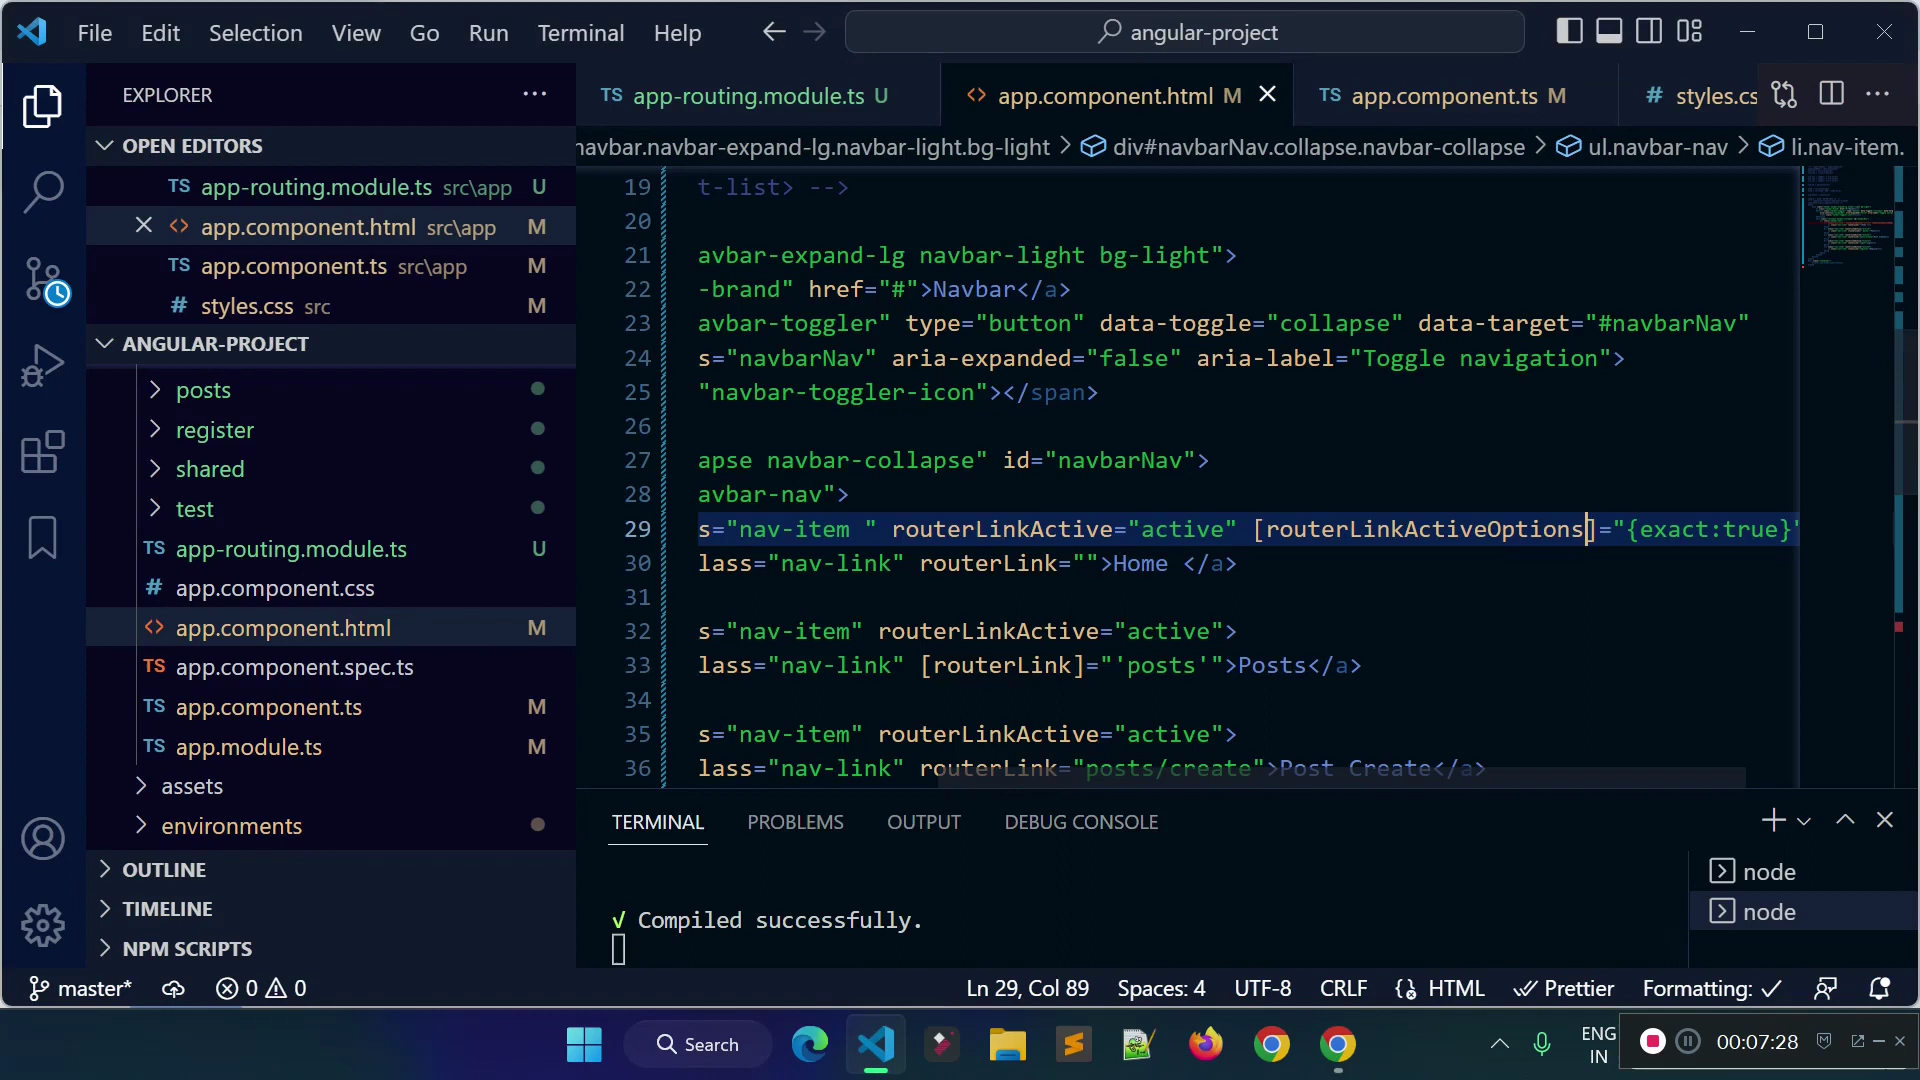 File Edit Selection View Go Run Terminal Help
angular-project
EXPLORER
OPEN EDITORS
TS app-routing.module.ts src\app U
app.component.html src\app M
TS app.component.ts src\app M
# styles.css src M
ANGULAR-PROJECT
posts
register
shared
test
TS app-routing.module.ts U
# app.component.css
<> app.component.html M
TS app.component.spec.ts
TS app.component.ts M
TS app.module.ts M
assets
environments
OUTLINE
TIMELINE
NPM SCRIPTS
TS app-routing.module.ts U
<> app.component.html M
TS app.component.ts M
# styles.cs
navbar.navbar-expand-lg.navbar-light.bg-light > div#navbarNav.collapse.navbar-collapse > ul.navbar-nav > li.nav-item.
19 t-list> -->
20
21 avbar-expand-lg navbar-light bg-light">
22 -brand" href="#">Navbar</a>
23 avbar-toggler" type="button" data-toggle="collapse" data-target="#navbarNav"
24 s="navbarNav" aria-expanded="false" aria-label="Toggle navigation">
25 "navbar-toggler-icon"></span>
26
27 apse navbar-collapse" id="navbarNav">
28 avbar-nav">
29 s="nav-item " routerLinkActive="active" [routerLinkActiveOptions]="{exact:true}"
30 lass="nav-link" routerLink="">Home </a>
31
32 s="nav-item" routerLinkActive="active">
33 lass="nav-link" [routerLink]="'posts'">Posts</a>
34
35 s="nav-item" routerLinkActive="active">
36 lass="nav-link" routerLink="posts/create">Post Create</a>
TERMINAL PROBLEMS OUTPUT DEBUG CONSOLE
√ Compiled successfully.
node
node
master* 0 0
Ln 29, Col 89 Spaces: 4 UTF-8 CRLF HTML Prettier Formatting: ✓
Search
ENG
IN
00:07:28